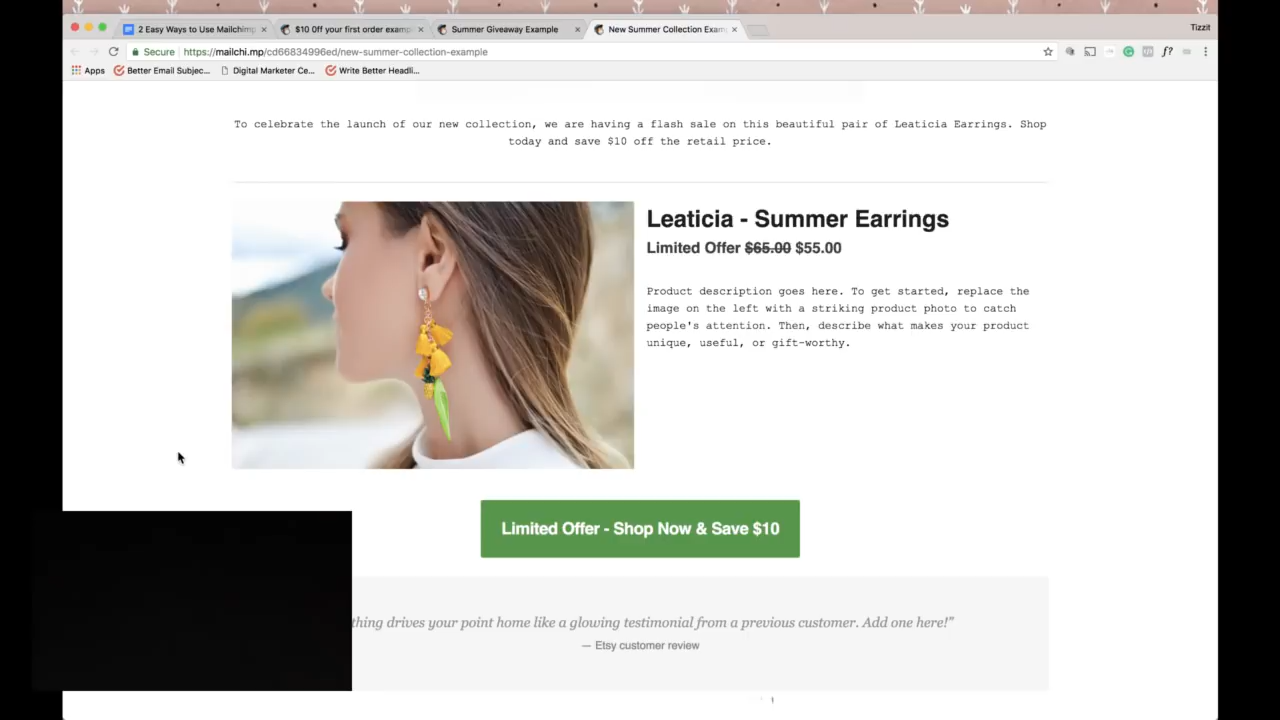 2 Easy Ways to Use Mailchimp
$10 Off your first order examp
Summer Giveaway Example
New Summer Collection Exam
Tizzit
Secure
https://mailchi.mp/cd66834996ed/new-summer-collection-example
f?
Apps
Better Email Subjec...
Digital Marketer Ce...
Write Better Headli...
To celebrate the launch of our new collection, we are having a flash sale on this beautiful pair of Leaticia Earrings. Shop
today and save $10 off the retail price.
Leaticia - Summer Earrings
Limited Offer $65.00 $55.00
Product description goes here. To get started, replace the
image on the left with a striking product photo to catch
people's attention. Then, describe what makes your product
unique, useful, or gift-worthy.
Limited Offer - Shop Now & Save $10
thing drives your point home like a glowing testimonial from a previous customer. Add one here!”
— Etsy customer review